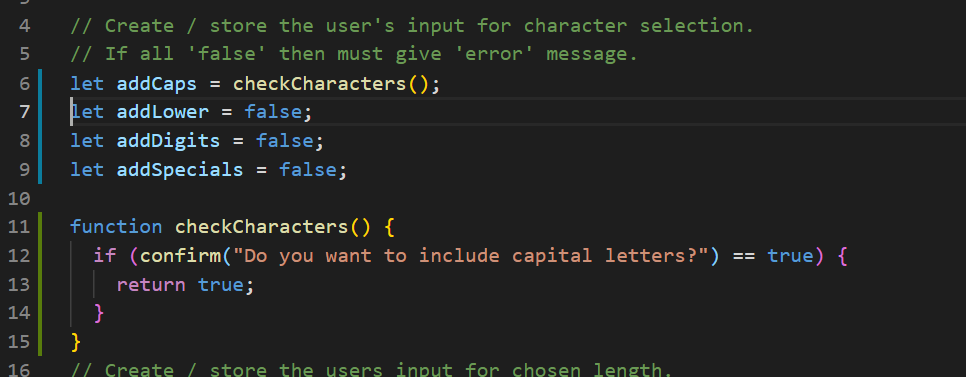 4 // Create / store the user's input for character selection.
5 // If all 'false' then must give 'error' message.
6 let addCaps = checkCharacters();
7 let addLower = false;
8 let addDigits = false;
9 let addSpecials = false;
10
11 function checkCharacters() {
12 if (confirm("Do you want to include capital letters?") == true) {
13 return true;
14 }
15 }
16 // Create / store the users input for chosen length.